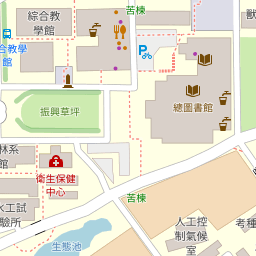 綜合教
學館
苦楝
合教學
館
振興草坪
總圖書館
林系
館
衛生保健
中心
苦楝
水工試
驗所
人工控
制氣候
室
考種
生態池